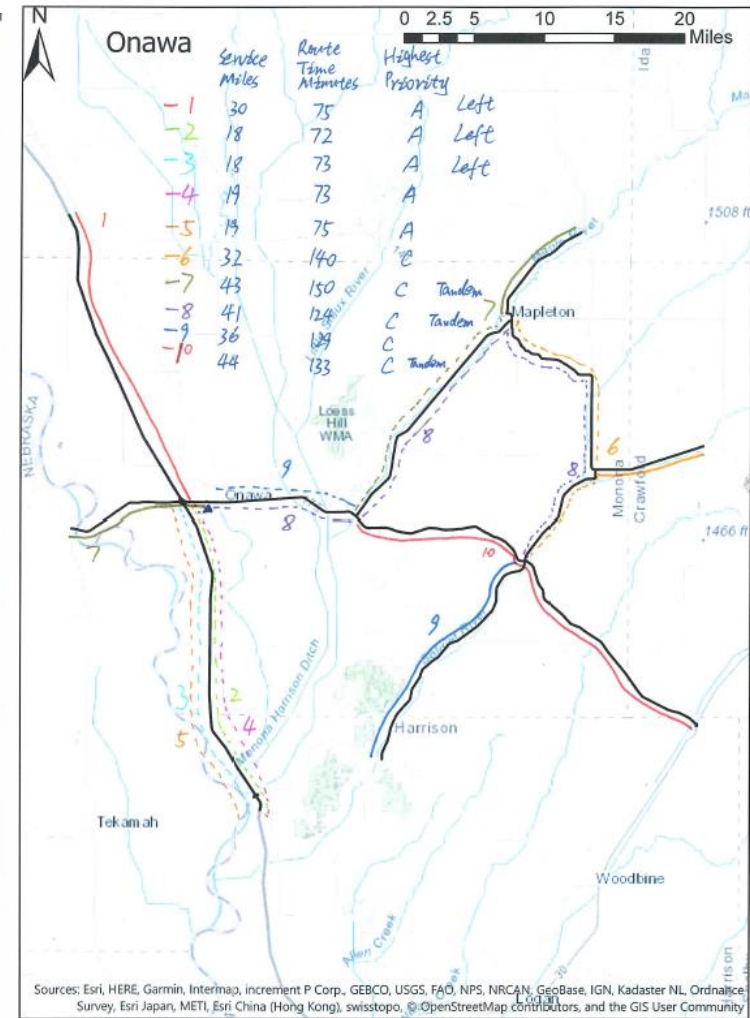 N
0 2.5 5 10 15 20
Miles
Onawa
Service Miles
Route Time Minutes
Highest Priority
-1 30 75 A Left
-2 18 72 A Left
-3 18 73 A Left
-4 19 73 A
-5 19 75 A
-6 32 140 C
-7 43 150 C Tandem
-8 41 124 C Tandem
-9 36 129 C
-10 44 133 C Tandem
Ida
1508 ft
1
7
Mapleton
NEBRASKA
Loess
Hill
WMA
8
6
9
Onawa
8
8
Monona
Crawford
7
10
1466 ft
9
Monona Harrison Ditch
3
2
4
5
Harrison
Tekamah
Woodbine
Allen Creek
30
Logan
Harrison
Sources: Esri, HERE, Garmin, Intermap, increment P Corp., GEBCO, USGS, FAO, NPS, NRCAN, GeoBase, IGN, Kadaster NL, Ordnance
Survey, Esri Japan, METI, Esri China (Hong Kong), swisstopo, © OpenStreetMap contributors, and the GIS User Community